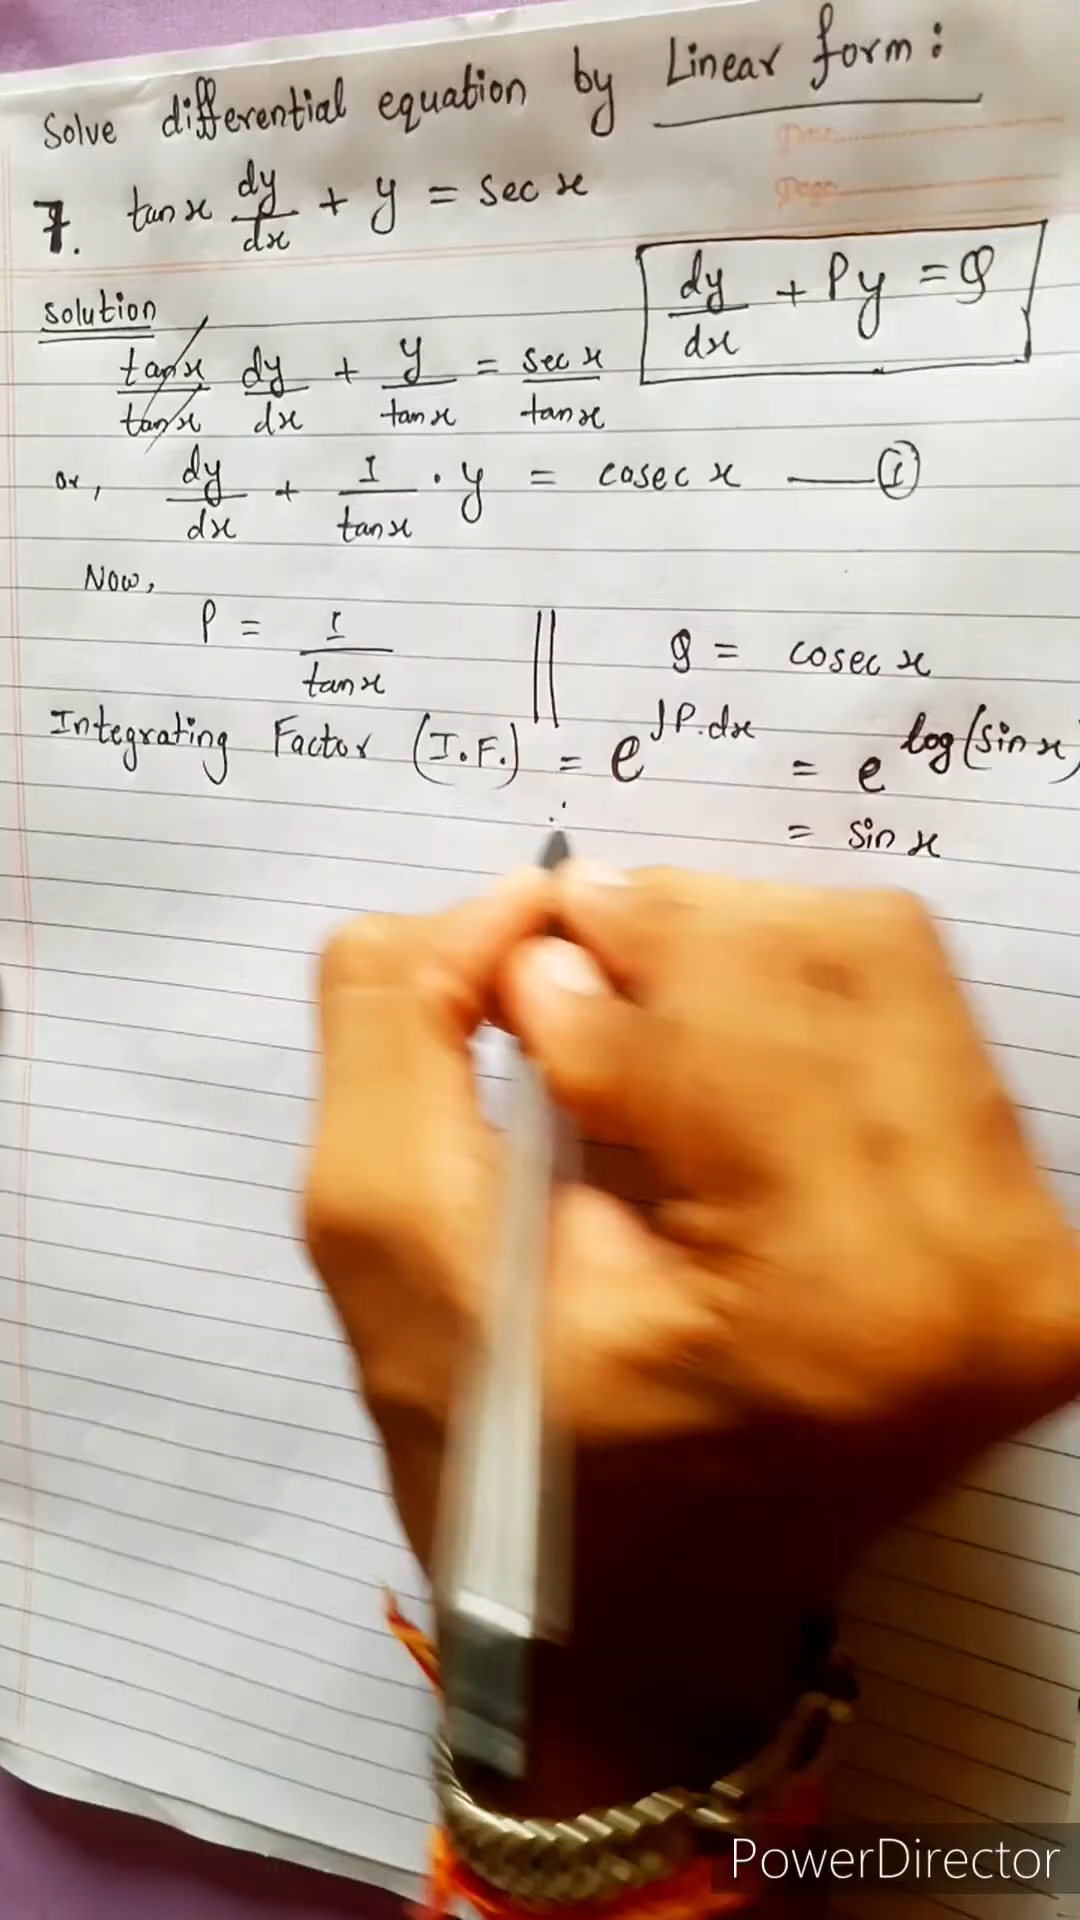 Solve differential equation by Linear form:
7. tan x dy/dx + y = sec x
dy/dx + Py = Q
Solution
tan x/tan x dy/dx + y/tan x = sec x/tan x
or, dy/dx + 1/tan x · y = cosec x —— (1)
Now,
P = 1/tan x || Q = cosec x
Integrating Factor (I.F.) = e^∫P.dx = e^log(sin x)
= sin x
PowerDirector